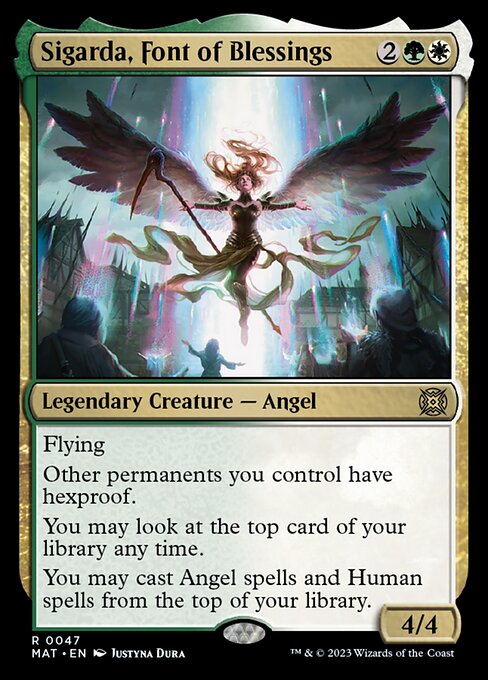 Sigarda, Font of Blessings 2
Legendary Creature — Angel
Flying
Other permanents you control have
hexproof.
You may look at the top card of your
library any time.
You may cast Angel spells and Human
spells from the top of your library.
4/4
R 0047
MAT • EN Justyna Dura
™ & © 2023 Wizards of the Coast